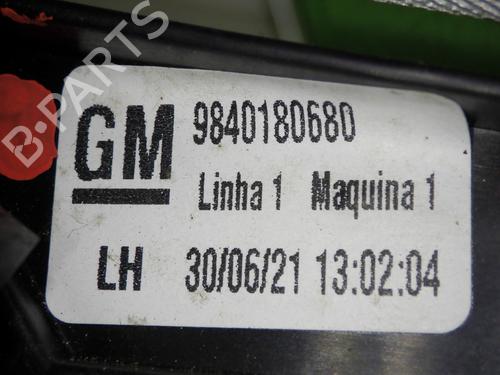 GM 9840180680
Linha 1 Maquina 1
LH 30/06/21 13:02:04
B-PARTS